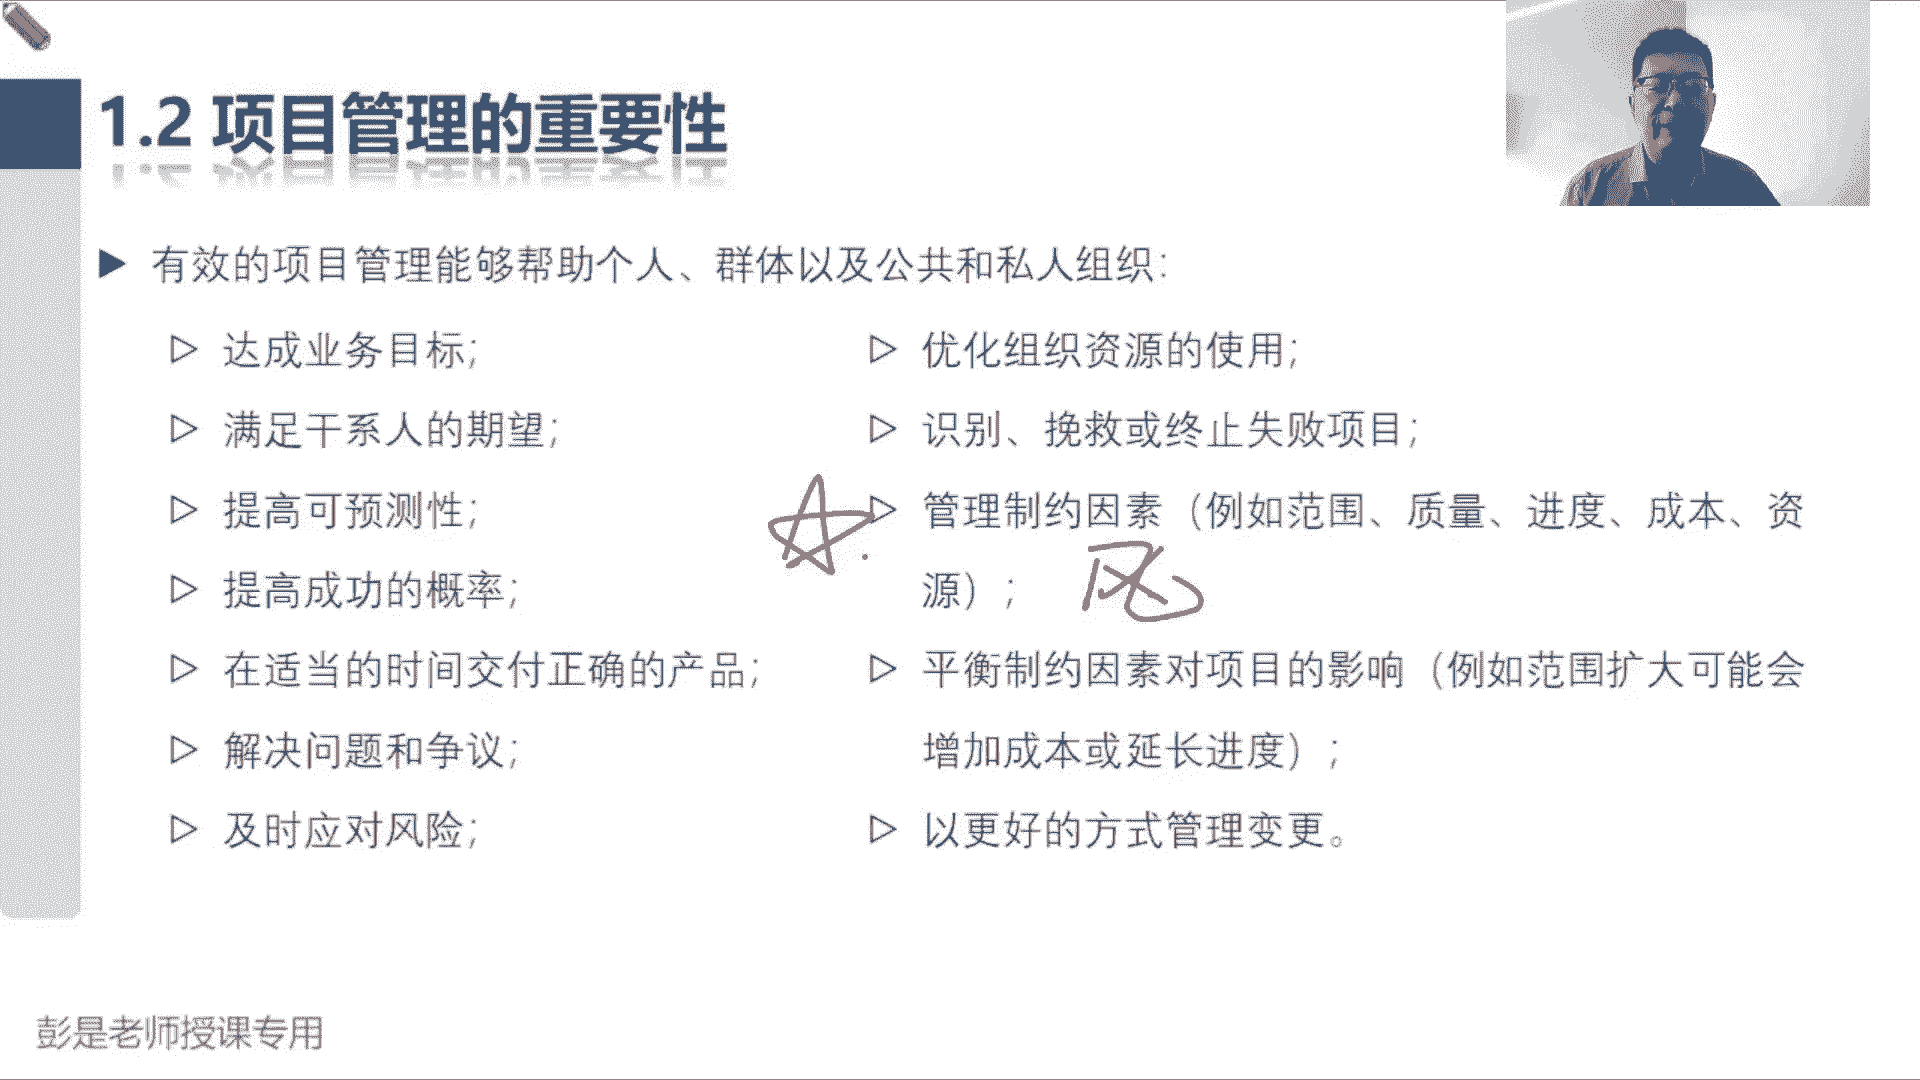 1.2 项目管理的重要性
有效的项目管理能够帮助个人、群体以及公共和私人组织：
达成业务目标；
满足干系人的期望；
提高可预测性；
提高成功的概率；
在适当的时间交付正确的产品；
解决问题和争议；
及时应对风险；
优化组织资源的使用；
识别、挽救或终止失败项目；
管理制约因素（例如范围、质量、进度、成本、资
源）；
风
平衡制约因素对项目的影响（例如范围扩大可能会
增加成本或延长进度）；
以更好的方式管理变更。
彭是老师授课专用